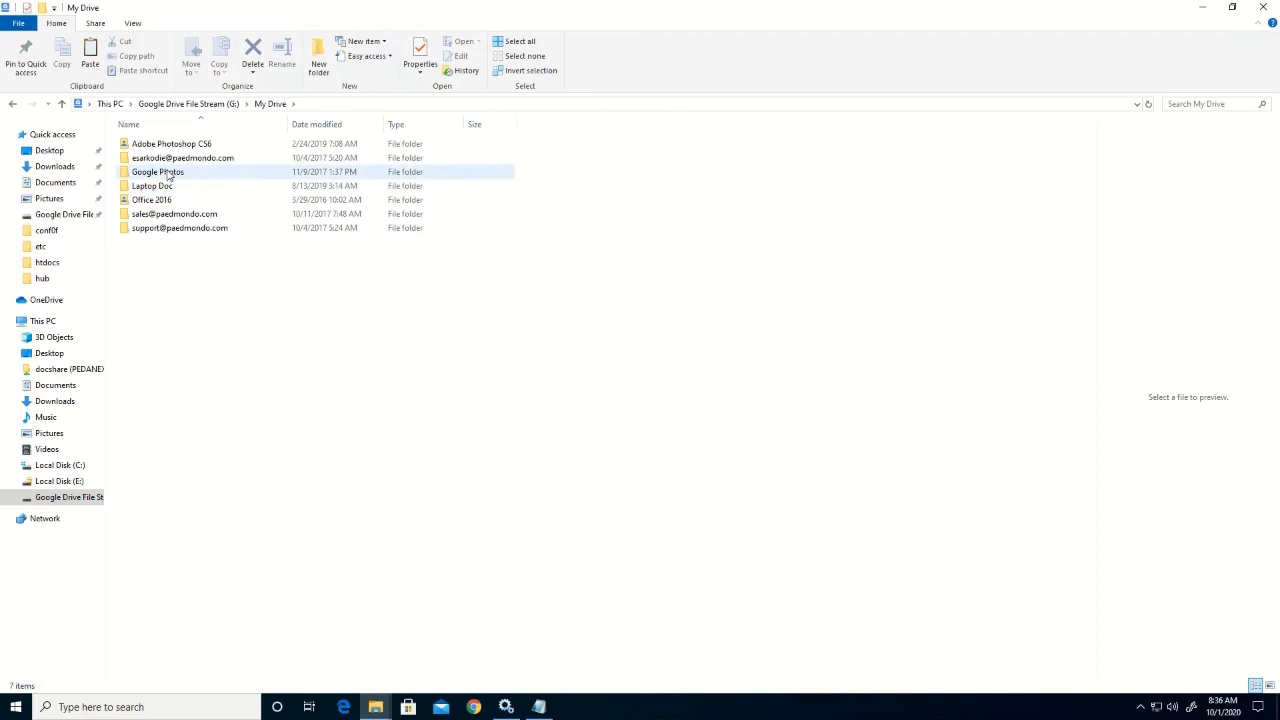 My Drive
File Home Share View
Pin to Quick access
Copy
Paste
Cut
Copy path
Paste shortcut
Clipboard
Move to
Copy to
Delete
Rename
Organize
New folder
New item
Easy access
New
Properties
Open
Edit
History
Open
Select all
Select none
Invert selection
Select
This PC > Google Drive File Stream (G:) > My Drive >
Search My Drive
Name Date modified Type Size
Adobe Photoshop CS6 2/24/2019 7:08 AM File folder
esarkodie@paedmondo.com 10/4/2017 5:20 AM File folder
Google Photos 11/9/2017 1:37 PM File folder
Laptop Doc 8/13/2019 3:14 AM File folder
Office 2016 3/29/2016 10:02 AM File folder
sales@paedmondo.com 10/11/2017 7:48 AM File folder
support@paedmondo.com 10/4/2017 5:24 AM File folder
Quick access
Desktop
Downloads
Documents
Pictures
Google Drive File
conf0f
etc
htdocs
hub
OneDrive
This PC
3D Objects
Desktop
docshare (PEDANEX
Documents
Downloads
Music
Pictures
Videos
Local Disk (C:)
Local Disk (E:)
Google Drive File St
Network
Select a file to preview.
7 items
Type here to search
8:36 AM
10/1/2020